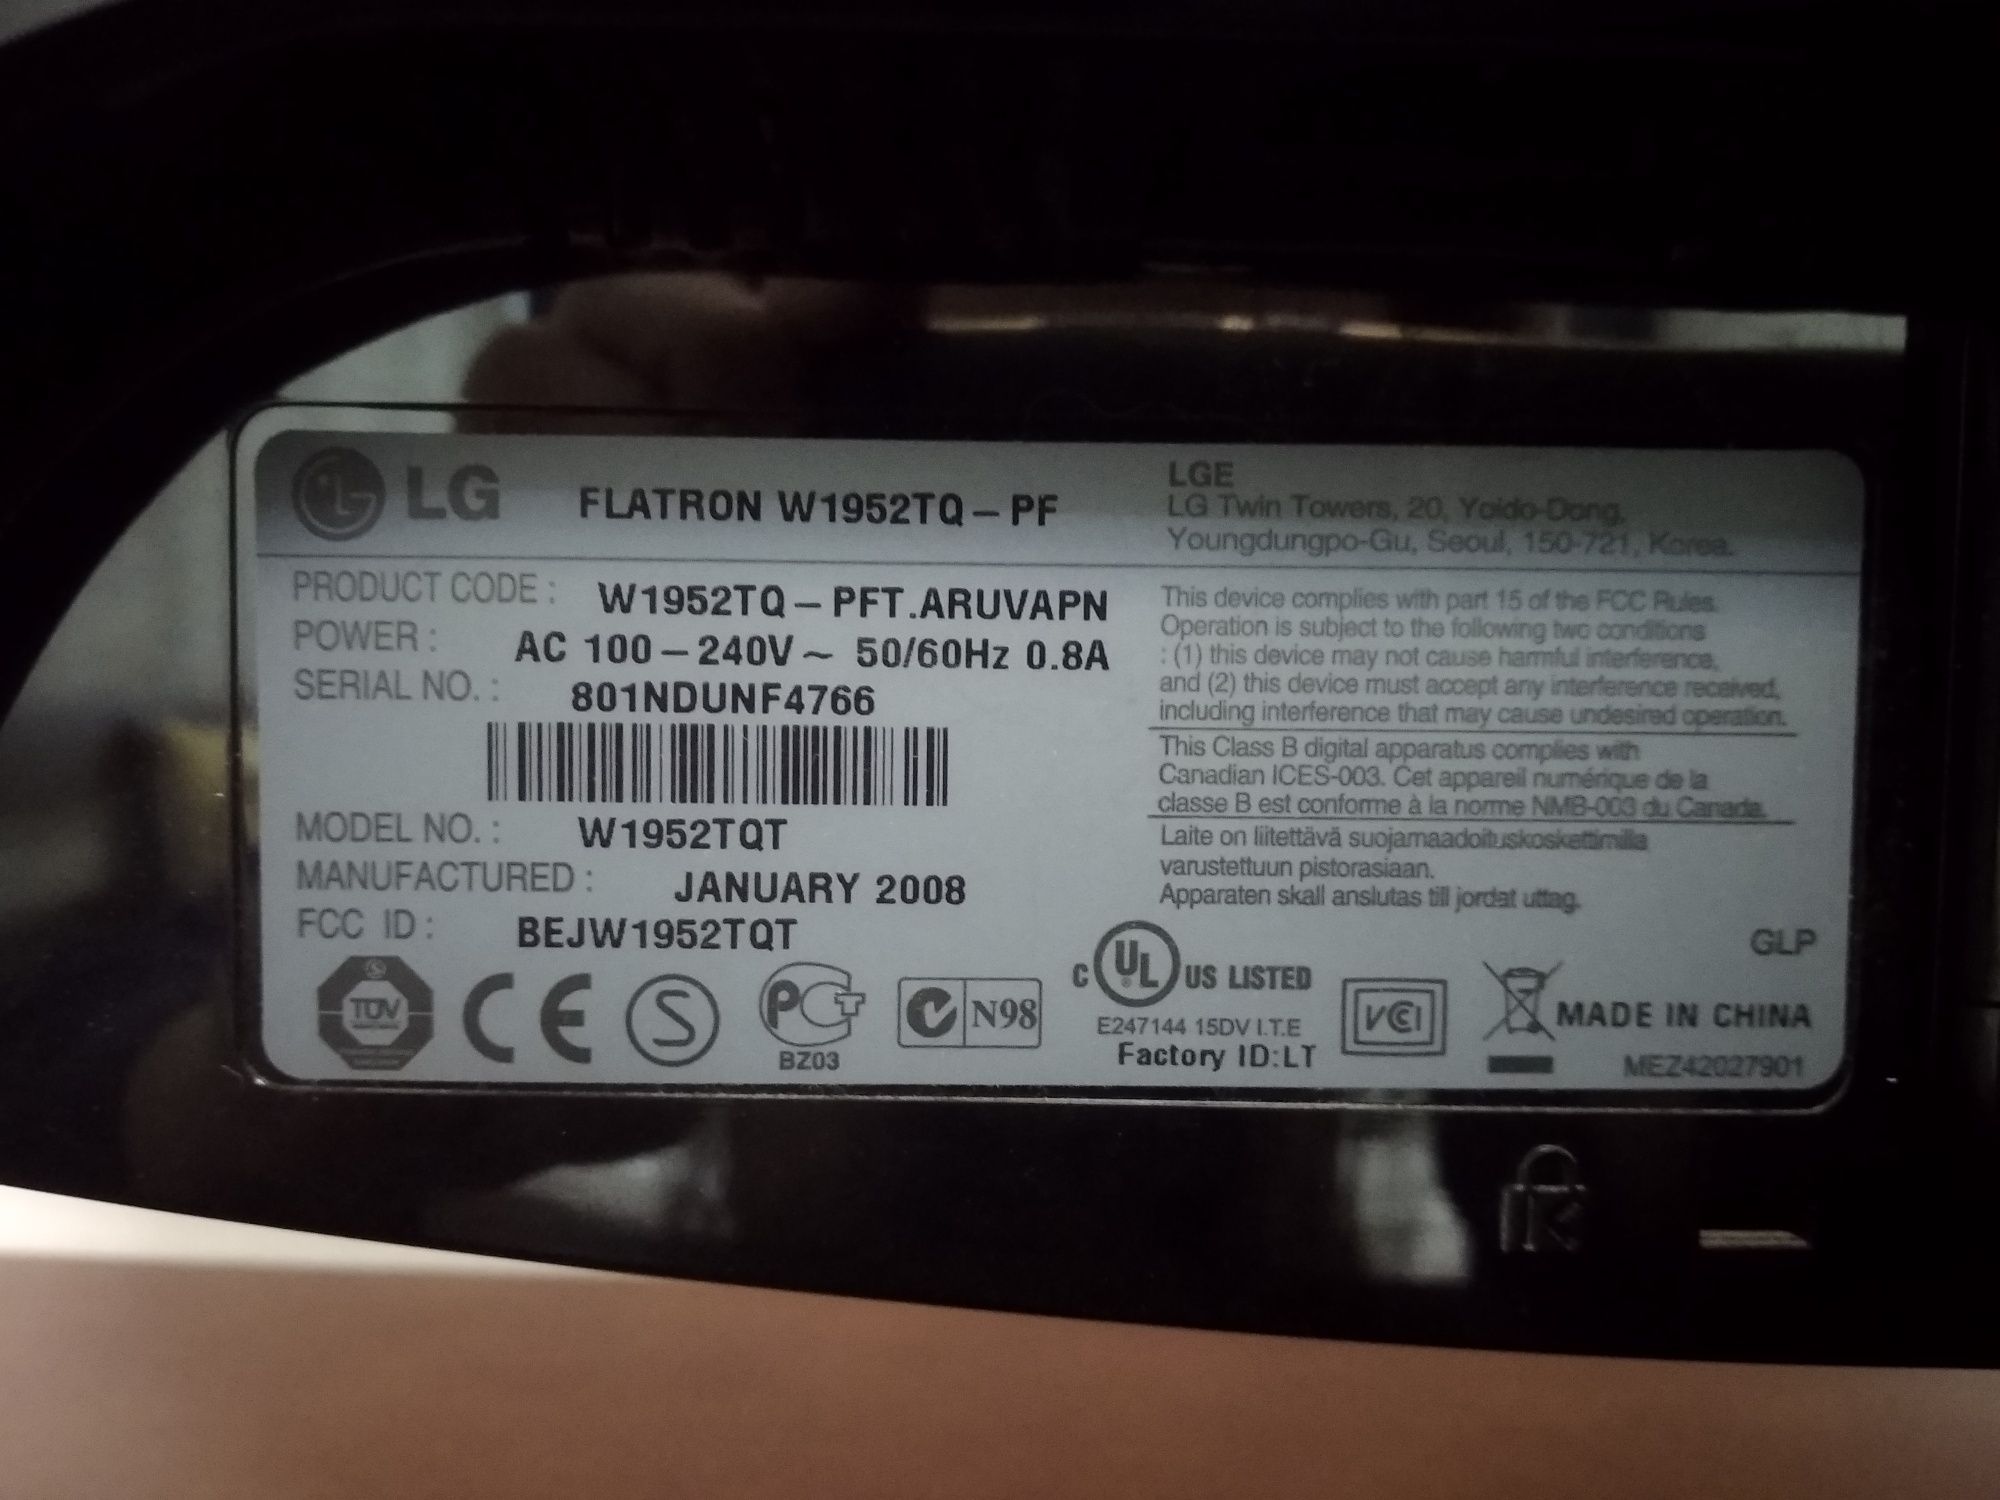 LG FLATRON W1952TQ–PF
LGE
LG Twin Towers, 20, Yoido-Dong,
Youngdungpo-Gu, Seoul, 150-721, Korea.
PRODUCT CODE : W1952TQ–PFT.ARUVAPN
POWER : AC 100–240V~ 50/60Hz 0.8A
SERIAL NO. : 801NDUNF4766
MODEL NO. : W1952TQT
MANUFACTURED : JANUARY 2008
FCC ID : BEJW1952TQT
This device complies with part 15 of the FCC Rules.
Operation is subject to the following two conditions
: (1) this device may not cause harmful interference,
and (2) this device must accept any interference received,
including interference that may cause undesired operation.
This Class B digital apparatus complies with
Canadian ICES-003. Cet appareil numérique de la
classe B est conforme à la norme NMB-003 du Canada.
Laite on liitettävä suojamaadoituskoskettimilla
varustettuun pistorasiaan.
Apparaten skall anslutas till jordat uttag.
GLP
S
TÜV
CE
S
PCT
BZ03
N98
C UL US LISTED
E247144 15DV I.T.E
Factory ID:LT
VCI
MADE IN CHINA
MEZ42027901
K